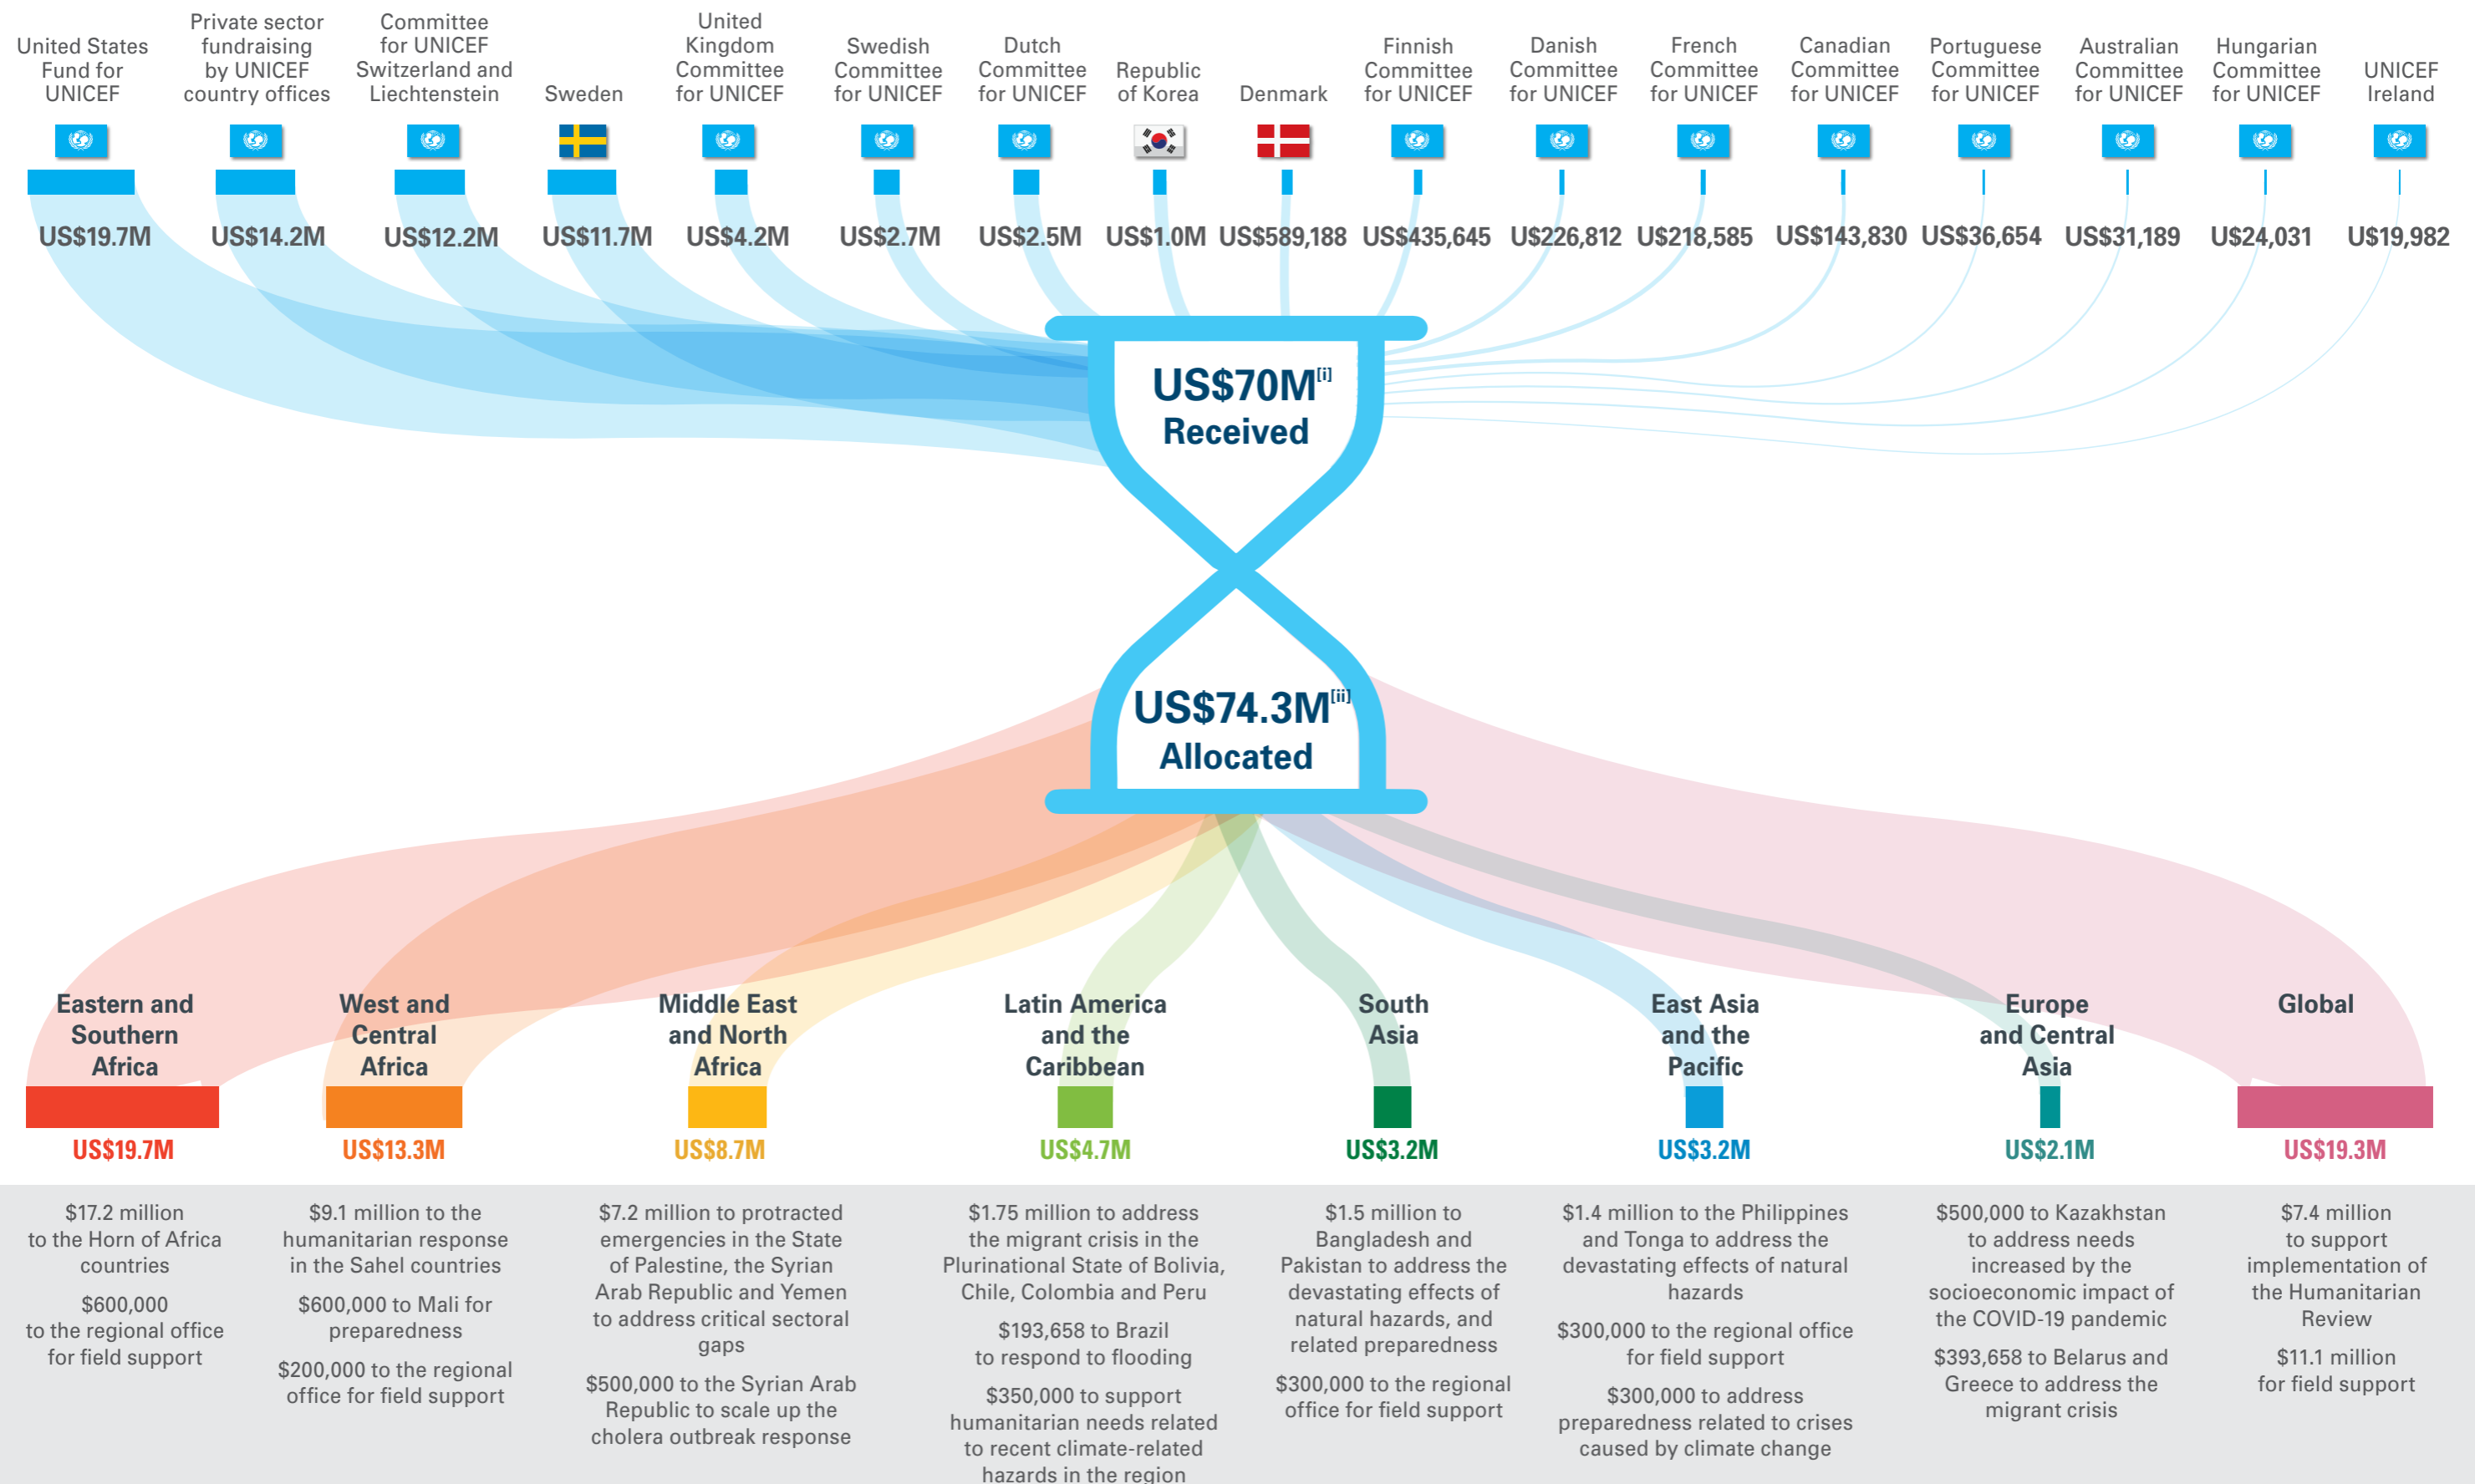 United States
Fund for
UNICEF
Private sector
fundraising
by UNICEF
country offices
Committee
for UNICEF
Switzerland and
Liechtenstein
Sweden
United
Kingdom
Committee
for UNICEF
Swedish
Committee
for UNICEF
Dutch
Committee
for UNICEF
Republic
of Korea
Denmark
Finnish
Committee
for UNICEF
Danish
Committee
for UNICEF
French
Committee
for UNICEF
Canadian
Committee
for UNICEF
Portuguese
Committee
for UNICEF
Australian
Committee
for UNICEF
Hungarian
Committee
for UNICEF
UNICEF
Ireland
US$19.7M
US$14.2M
US$12.2M
US$11.7M
US$4.2M
US$2.7M
US$2.5M
US$1.0M
US$589,188
US$435,645
U$226,812
U$218,585
US$143,830
US$36,654
US$31,189
U$24,031
U$19,982
US$70M[i]
Received
US$74.3M[ii]
Allocated
Eastern and
Southern
Africa
US$19.7M
West and
Central
Africa
US$13.3M
Middle East
and North
Africa
US$8.7M
Latin America
and the
Caribbean
US$4.7M
South
Asia
US$3.2M
East Asia
and the
Pacific
US$3.2M
Europe
and Central
Asia
US$2.1M
Global
US$19.3M
$17.2 million
to the Horn of Africa
countries
$600,000
to the regional office
for field support
$9.1 million to the
humanitarian response
in the Sahel countries
$600,000 to Mali for
preparedness
$200,000 to the regional
office for field support
$7.2 million to protracted
emergencies in the State
of Palestine, the Syrian
Arab Republic and Yemen
to address critical sectoral
gaps
$500,000 to the Syrian Arab
Republic to scale up the
cholera outbreak response
$1.75 million to address
the migrant crisis in the
Plurinational State of Bolivia,
Chile, Colombia and Peru
$193,658 to Brazil
to respond to flooding
$350,000 to support
humanitarian needs related
to recent climate-related
hazards in the region
$1.5 million to
Bangladesh and
Pakistan to address the
devastating effects of
natural hazards, and
related preparedness
$300,000 to the regional
office for field support
$1.4 million to the Philippines
and Tonga to address the
devastating effects of natural
hazards
$300,000 to the regional office
for field support
$300,000 to address
preparedness related to crises
caused by climate change
$500,000 to Kazakhstan
to address needs
increased by the
socioeconomic impact of
the COVID-19 pandemic
$393,658 to Belarus and
Greece to address the
migrant crisis
$7.4 million
to support
implementation of
the Humanitarian
Review
$11.1 million
for field support